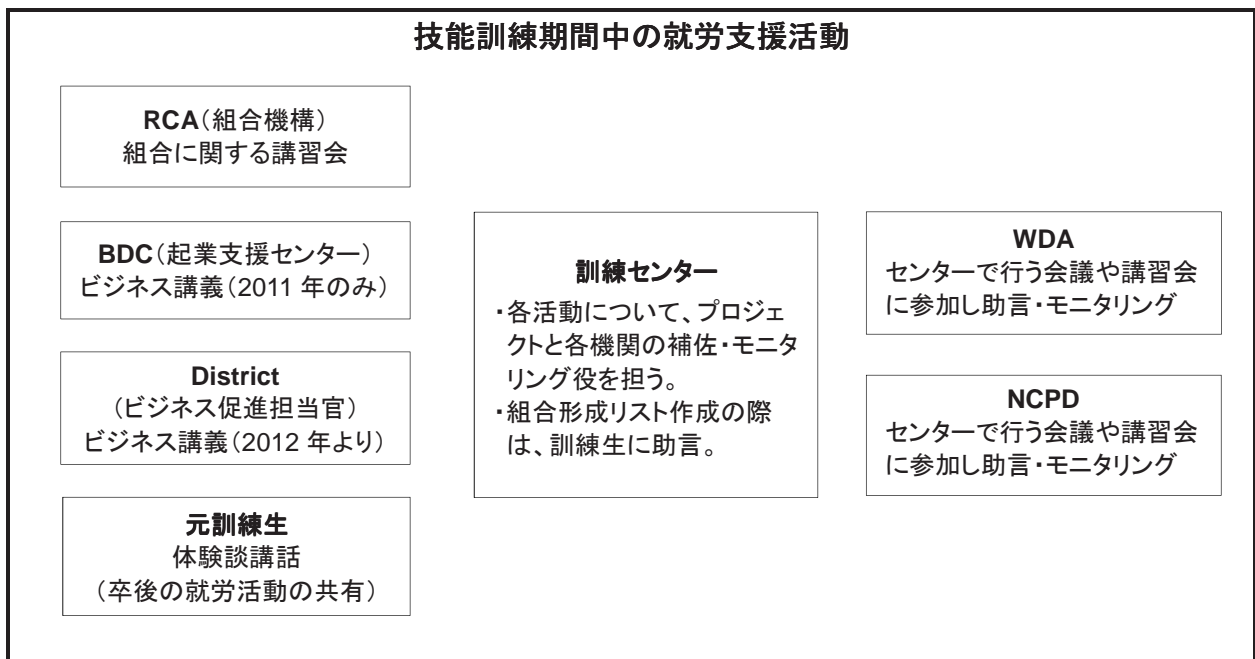 技能訓練期間中の就労支援活動
RCA(組合機構)
組合に関する講習会
BDC(起業支援センター)
ビジネス講義(2011 年のみ)
District
(ビジネス促進担当官)
ビジネス講義(2012 年より)
元訓練生
体験談講話
(卒後の就労活動の共有)
訓練センター
・各活動について、プロジェ
クトと各機関の補佐・モニタ
リング役を担う。
・組合形成リスト作成の際
は、訓練生に助言。
WDA
センターで行う会議や講習会
に参加し助言・モニタリング
NCPD
センターで行う会議や講習会
に参加し助言・モニタリング